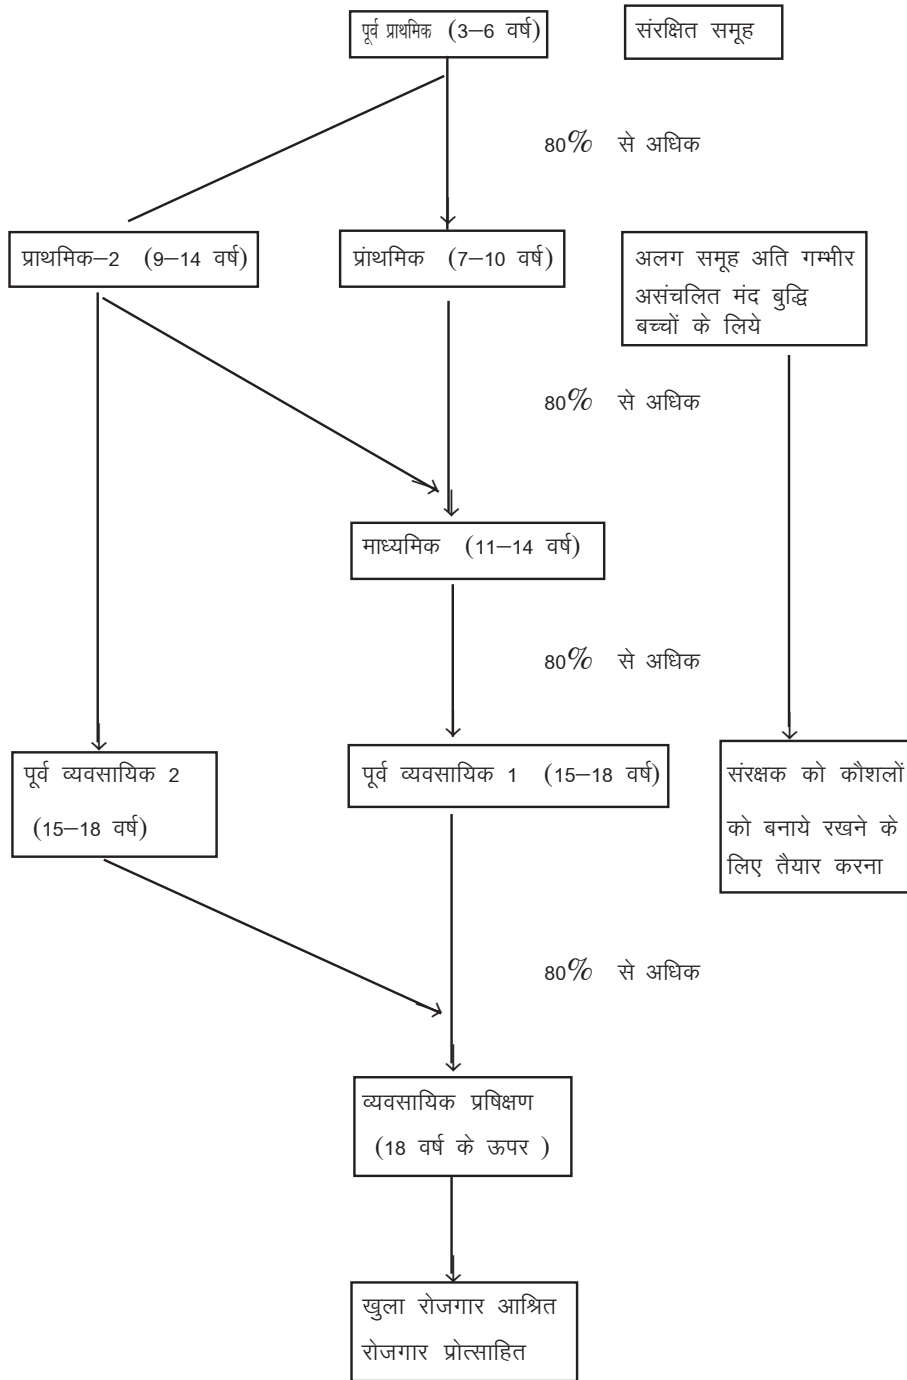 पूर्व प्राथमिक (3–6 वर्ष)
संरक्षित समूह
80% से अधिक
प्राथमिक–2 (9–14 वर्ष)
प्रांथमिक (7–10 वर्ष)
अलग समूह अति गम्भीर
असंचलित मंद बुद्धि
बच्चों के लिये
80% से अधिक
माध्यमिक (11–14 वर्ष)
80% से अधिक
पूर्व व्यवसायिक 2
(15–18 वर्ष)
पूर्व व्यवसायिक 1 (15–18 वर्ष)
संरक्षक को कौशलों
को बनाये रखने के
लिए तैयार करना
80% से अधिक
व्यवसायिक प्रषिक्षण
(18 वर्ष के ऊपर )
खुला रोजगार आश्रित
रोजगार प्रोत्साहित